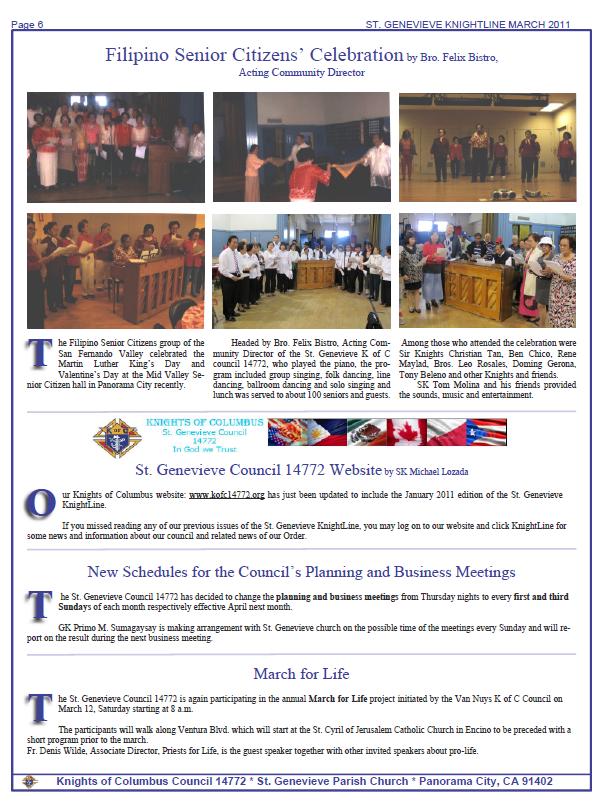 Page 6
ST. GENEVIEVE KNIGHTLINE MARCH 2011
Filipino Senior Citizens' Celebration by Bro. Felix Bistro,
Acting Community Director
The Filipino Senior Citizens group of the
San Fernando Valley celebrated the
Martin Luther King's Day and
Valentine's Day at the Mid Valley Se-
nior Citizen hall in Panorama City recently.
Headed by Bro. Felix Bistro, Acting Com-
munity Director of the St. Genevieve K of C
council 14772, who played the piano, the pro-
gram included group singing, folk dancing, line
dancing, ballroom dancing and solo singing and
lunch was served to about 100 seniors and guests.
Among those who attended the celebration were
Sir Knights Christian Tan, Ben Chico, Rene
Maylad, Bros. Leo Rosales, Doming Gerona,
Tony Beleno and other Knights and friends.
SK Tom Molina and his friends provided
the sounds, music and entertainment.
KNIGHTS OF COLUMBUS
St. Genevieve Council
14772
In God we Trust
St. Genevieve Council 14772 Website by SK Michael Lozada
Our Knights of Columbus website: www.kofc14772.org has just been updated to include the January 2011 edition of the St. Genevieve
KnightLine.
If you missed reading any of our previous issues of the St. Genevieve KnightLine, you may log on to our website and click KnightLine for
some news and information about our council and related news of our Order.
New Schedules for the Council's Planning and Business Meetings
The St. Genevieve Council 14772 has decided to change the planning and business meetings from Thursday nights to every first and third
Sundays of each month respectively effective April next month.
GK Primo M. Sumagaysay is making arrangement with St. Genevieve church on the possible time of the meetings every Sunday and will re-
port on the result during the next business meeting.
March for Life
The St. Genevieve Council 14772 is again participating in the annual March for Life project initiated by the Van Nuys K of C Council on
March 12, Saturday starting at 8 a.m.
The participants will walk along Ventura Blvd. which will start at the St. Cyril of Jerusalem Catholic Church in Encino to be preceded with a
short program prior to the march.
Fr. Denis Wilde, Associate Director, Priests for Life, is the guest speaker together with other invited speakers about pro-life.
Knights of Columbus Council 14772 * St. Genevieve Parish Church * Panorama City, CA 91402